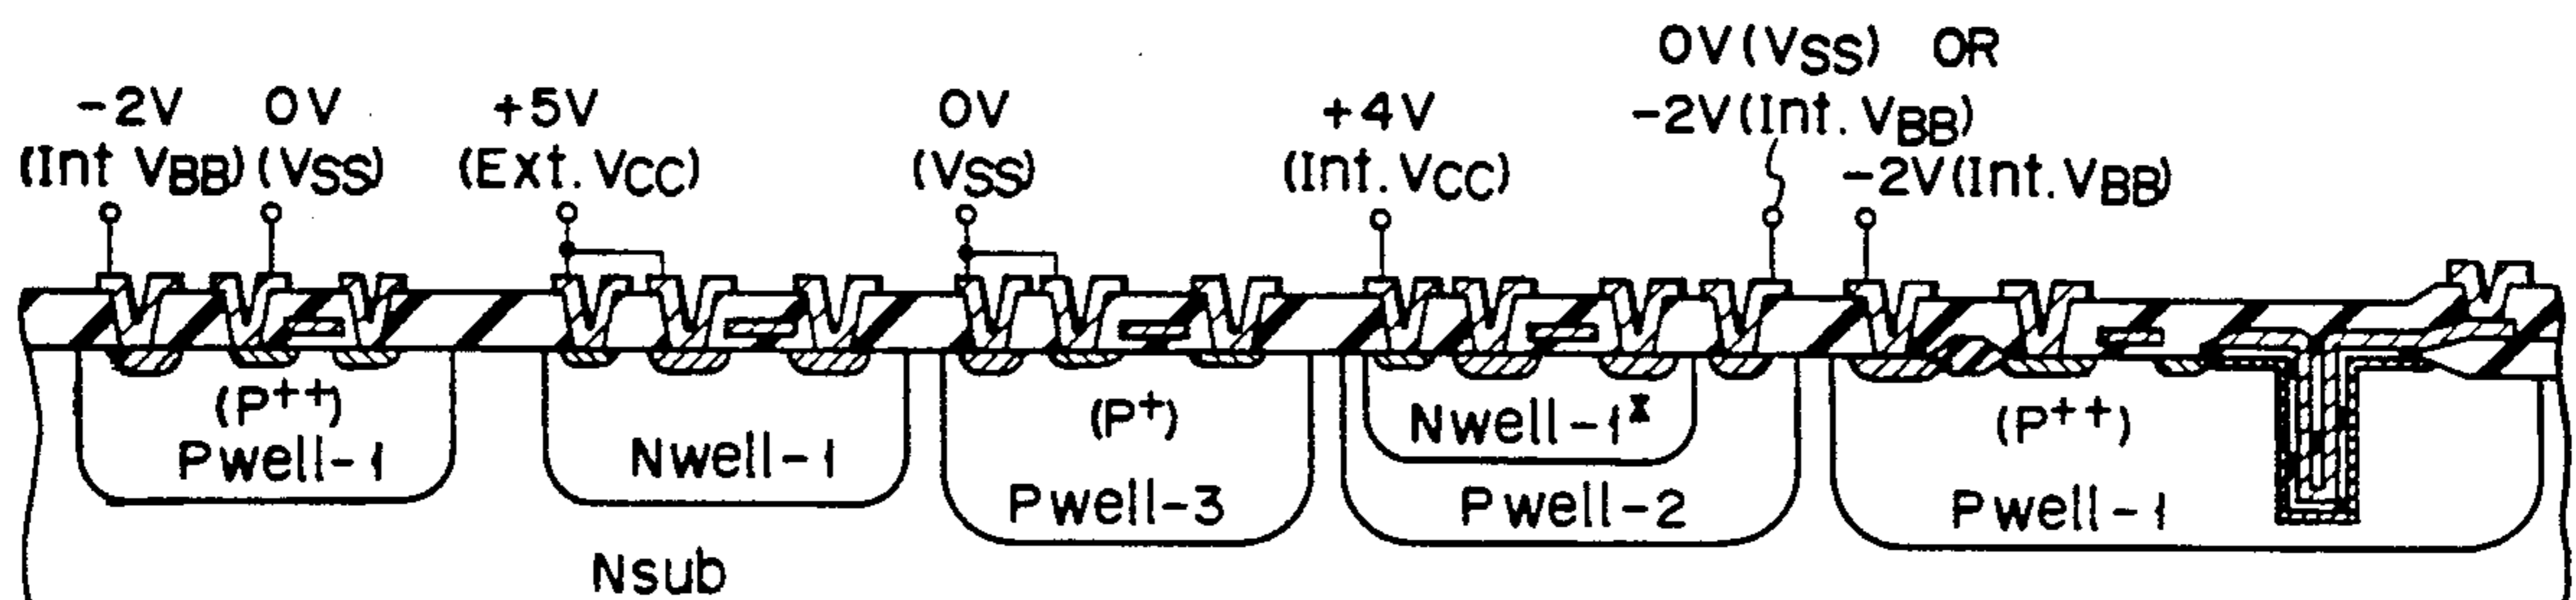 0V(VSS) OR
-2V(Int. VBB)
-2V 0V
(Int VBB) (VSS)
+5V
(Ext. VCC)
0V
(VSS)
+4V
(Int. VCC)
-2V(Int. VBB)
(P++)
Pwell-1
Nwell-1
(P+)
Pwell-3
Nwell-1*
Pwell-2
(P++)
Pwell-1
Nsub